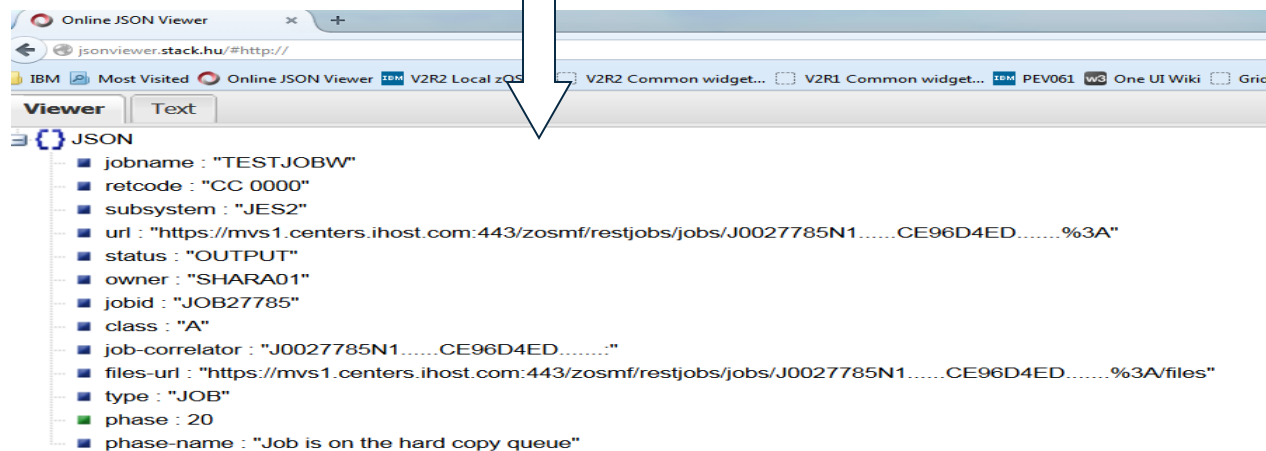 Online JSON Viewer × +
jsonviewer.stack.hu/#http://
IBM Most Visited Online JSON Viewer IBM V2R2 Local zOS V2R2 Common widget... V2R1 Common widget... IBM PEV061 w3 One UI Wiki Grid
Viewer Text
{} JSON
jobname : "TESTJOBW"
retcode : "CC 0000"
subsystem : "JES2"
url : "https://mvs1.centers.ihost.com:443/zosmf/restjobs/jobs/J0027785N1......CE96D4ED.......%3A"
status : "OUTPUT"
owner : "SHARA01"
jobid : "JOB27785"
class : "A"
job-correlator : "J0027785N1......CE96D4ED.......:"
files-url : "https://mvs1.centers.ihost.com:443/zosmf/restjobs/jobs/J0027785N1......CE96D4ED.......%3A/files"
type : "JOB"
phase : 20
phase-name : "Job is on the hard copy queue"